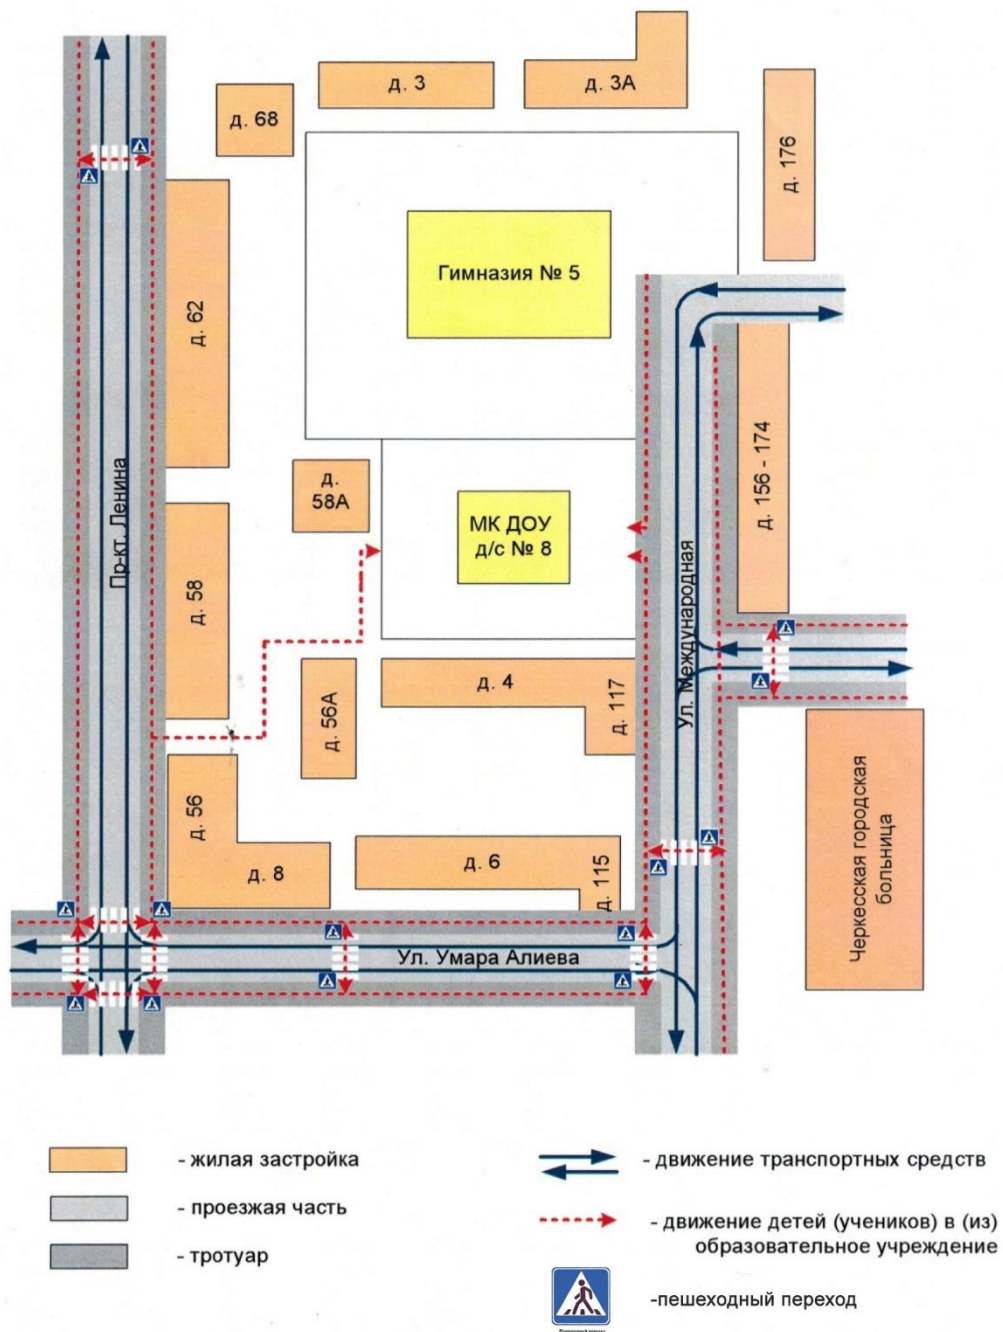 д. 3
д. 3А
д. 68
д. 176
Гимназия № 5
д. 62
Пр-кт. Ленина
д. 58
д.
58А
МК ДОУ
д/с № 8
Ул. Международная
д. 156 - 174
д. 56А
д. 4
д. 117
д. 56
д. 8
д. 6
д. 115
Черкесская городская
больница
Ул. Умара Алиева
- жилая застройка
- проезжая часть
- тротуар
- движение транспортных средств
- движение детей (учеников) в (из)
образовательное учреждение
-пешеходный переход